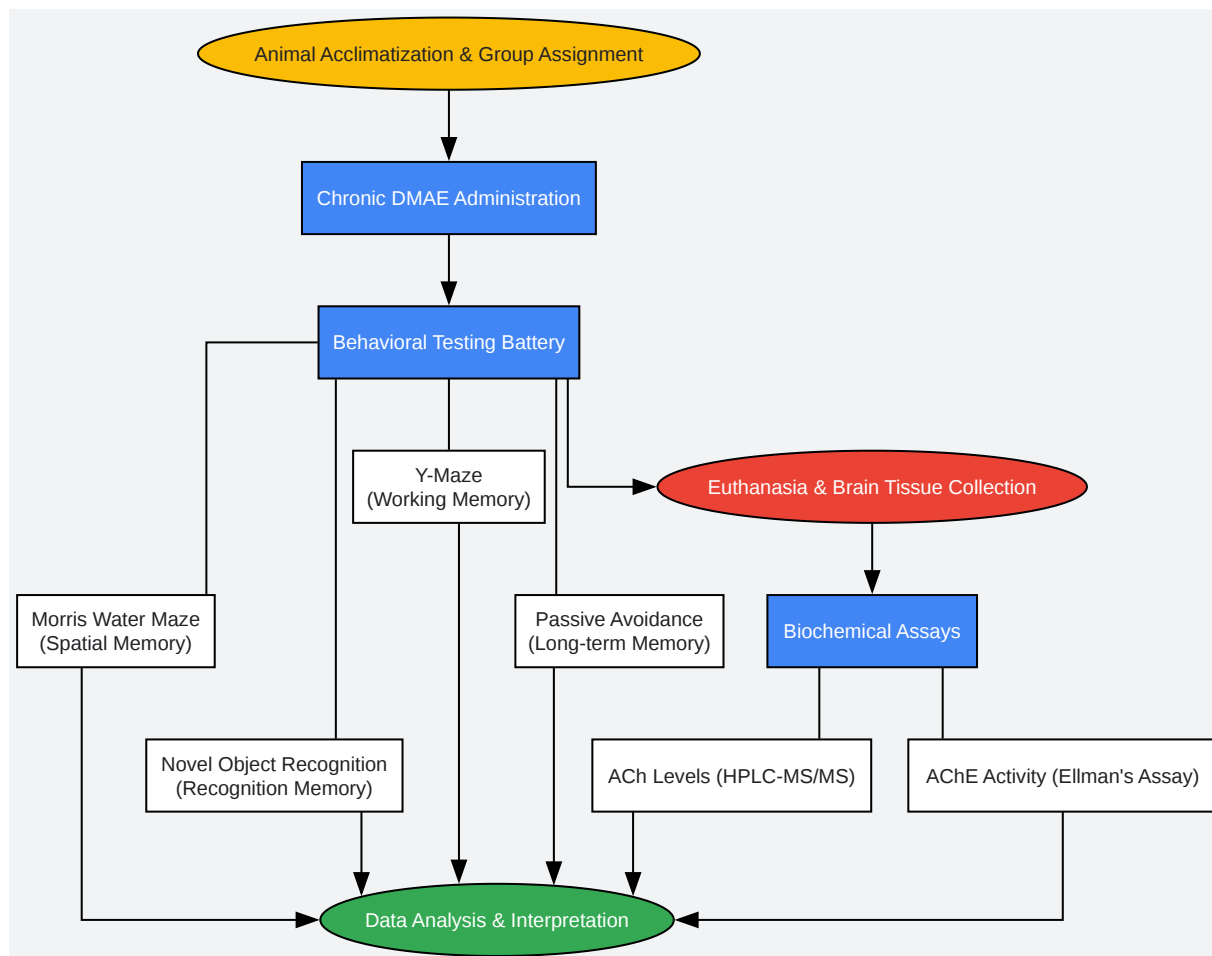 Animal Acclimatization & Group Assignment
Chronic DMAE Administration
Behavioral Testing Battery
Y-Maze
(Working Memory)
Euthanasia & Brain Tissue Collection
Morris Water Maze
(Spatial Memory)
Passive Avoidance
(Long-term Memory)
Biochemical Assays
Novel Object Recognition
(Recognition Memory)
ACh Levels (HPLC-MS/MS)
AChE Activity (Ellman's Assay)
Data Analysis & Interpretation